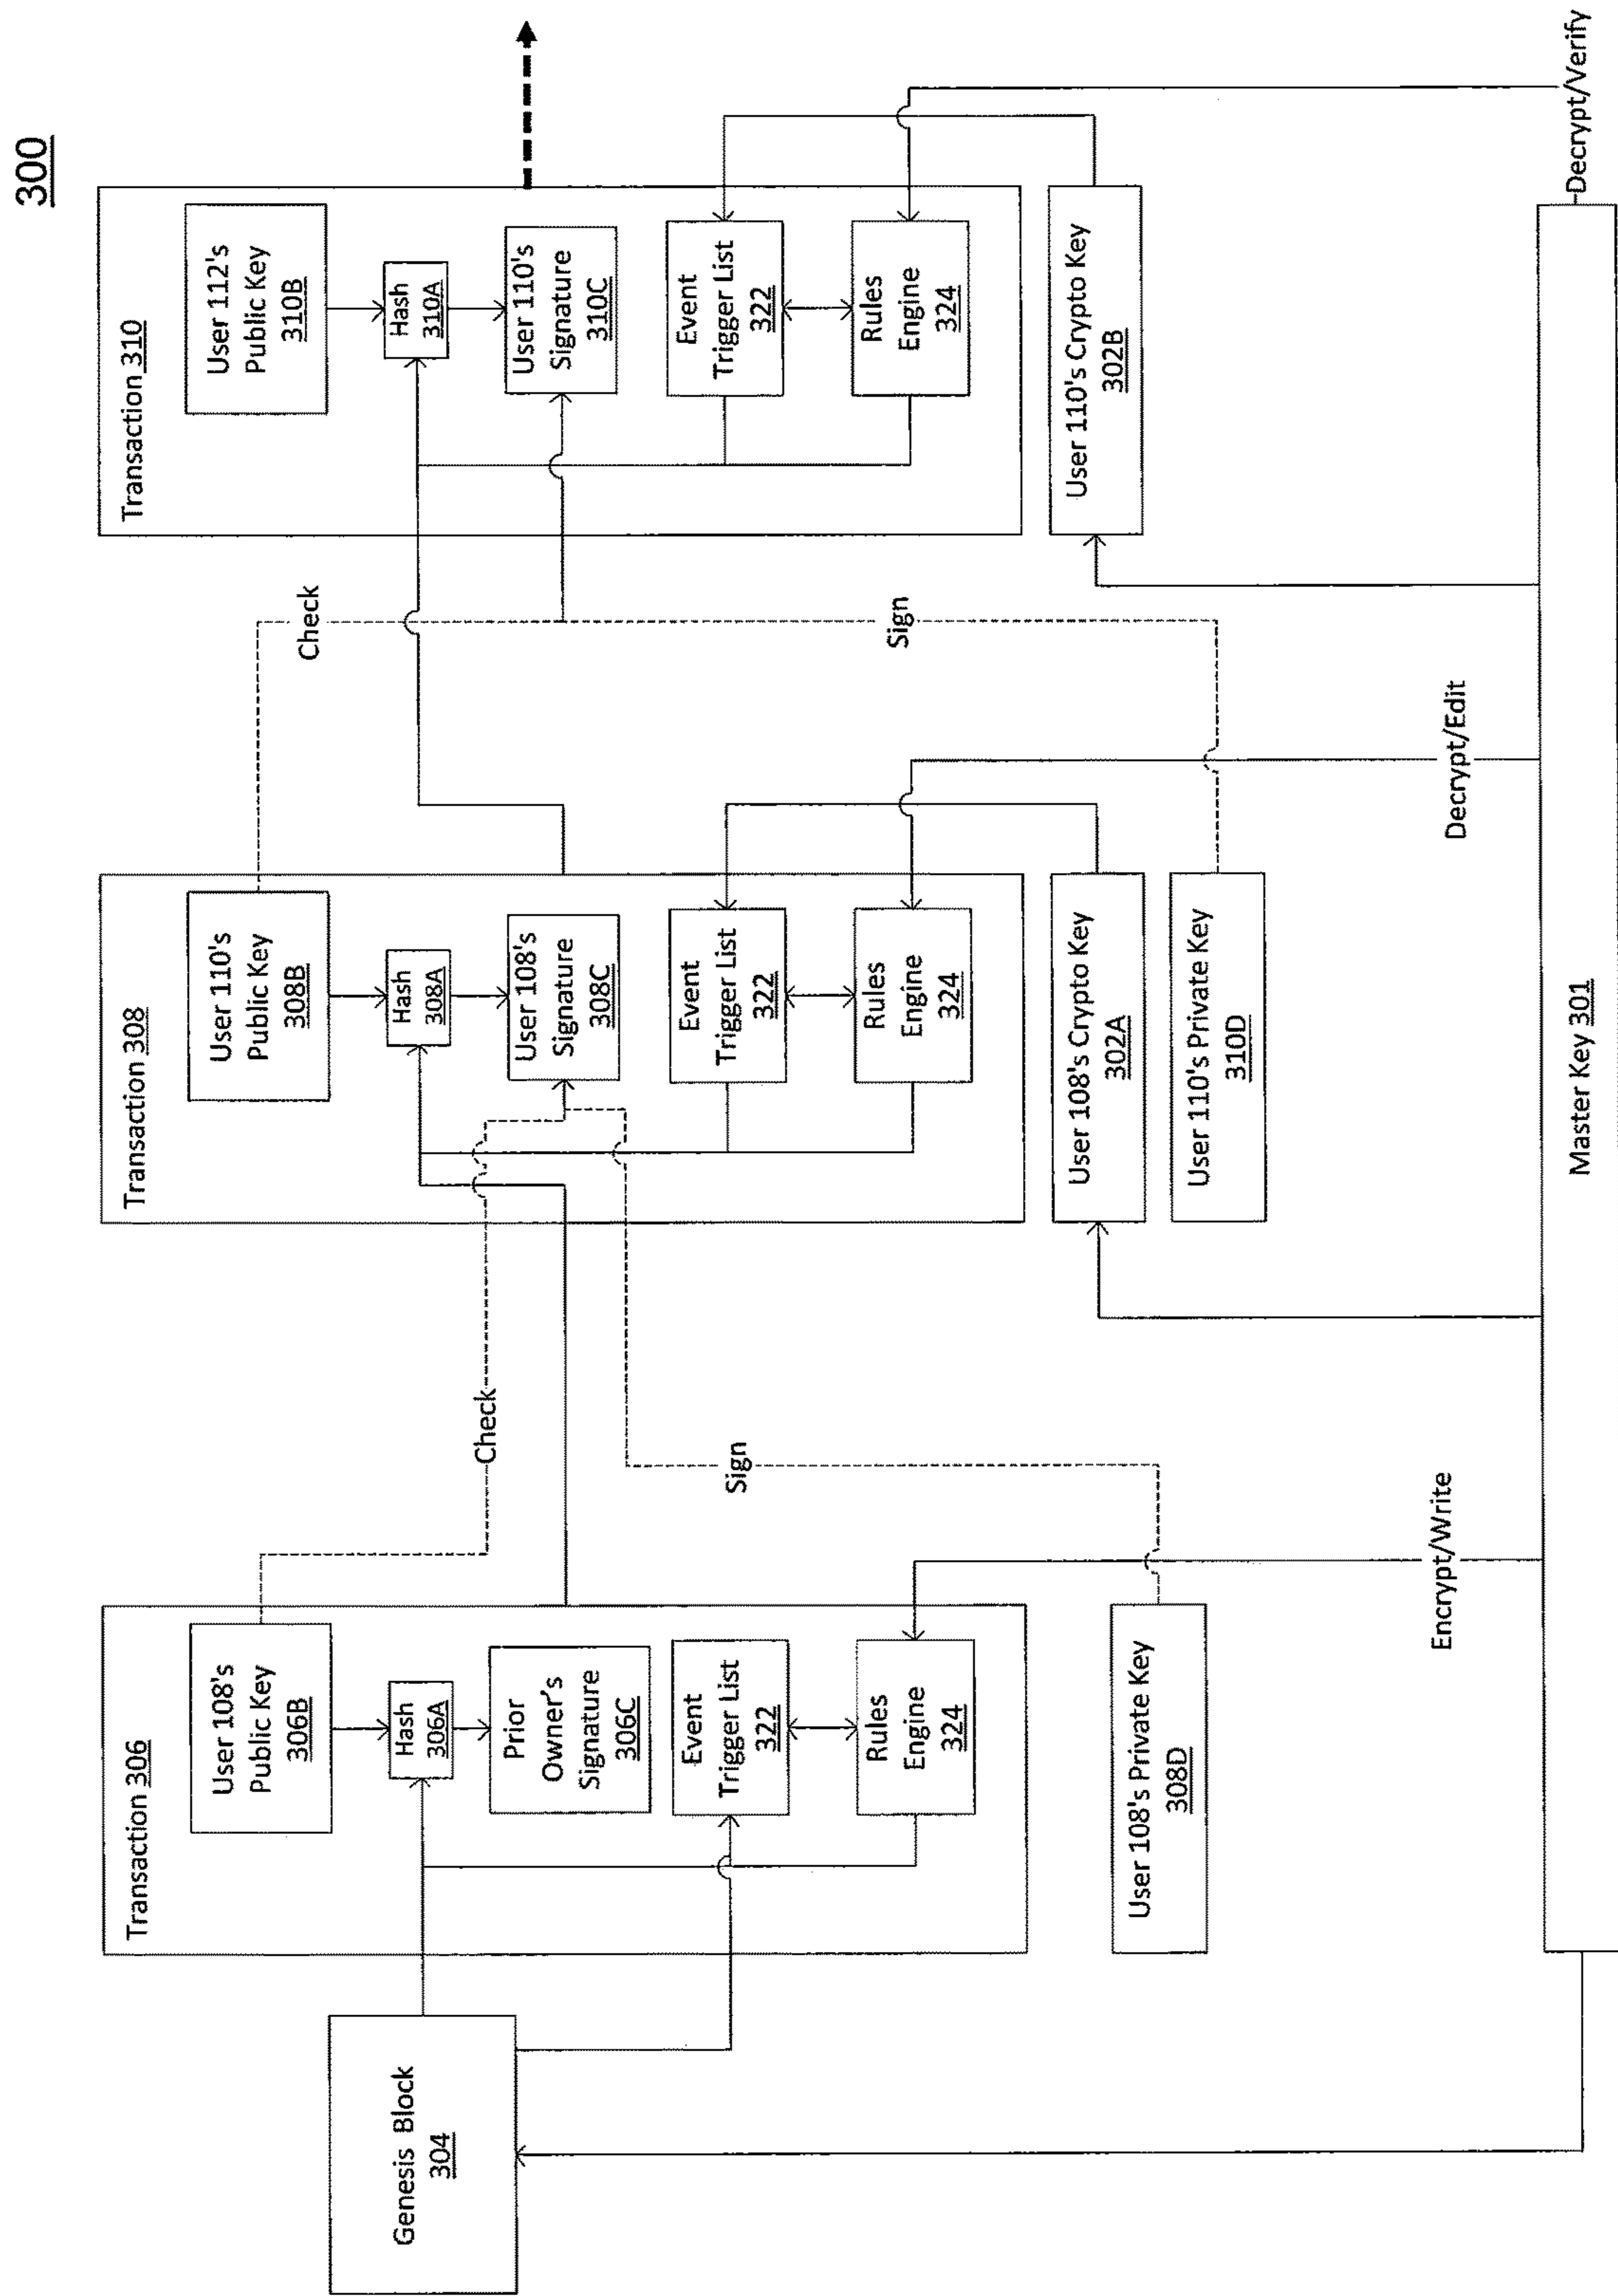 300
Genesis Block
304
Transaction 306
User 108's
Public Key
306B
Hash
306A
Prior
Owner's
Signature
306C
Event
Trigger List
322
Rules
Engine
324
User 108's Private Key
308D
Check
Sign
Encrypt/Write
Transaction 308
User 110's
Public Key
308B
Hash
308A
User 108's
Signature
308C
Event
Trigger List
322
Rules
Engine
324
User 108's Crypto Key
302A
User 110's Private Key
310D
Check
Sign
Decrypt/Edit
Transaction 310
User 112's
Public Key
310B
Hash
310A
User 110's
Signature
310C
Event
Trigger List
322
Rules
Engine
324
User 110's Crypto Key
302B
Master Key 301
Decrypt/Verify